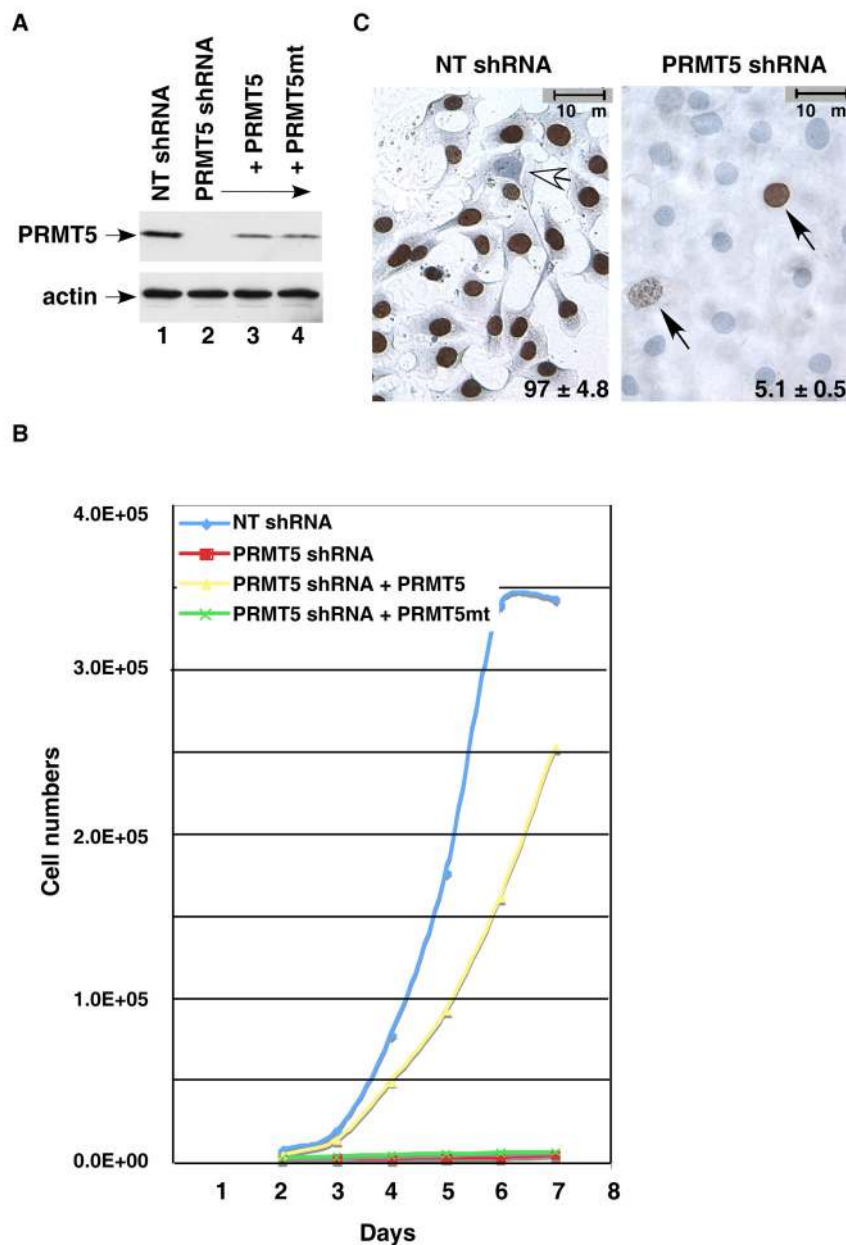 A
NT shRNA
PRMT5 shRNA
+ PRMT5
+ PRMT5mt
PRMT5
actin
1 2 3 4
C
NT shRNA
PRMT5 shRNA
10 m
10 m
97 ± 4.8
5.1 ± 0.5
B
4.0E+05
3.0E+05
2.0E+05
1.0E+05
0.0E+00
NT shRNA
PRMT5 shRNA
PRMT5 shRNA + PRMT5
PRMT5 shRNA + PRMT5mt
Cell numbers
1 2 3 4 5 6 7 8
Days